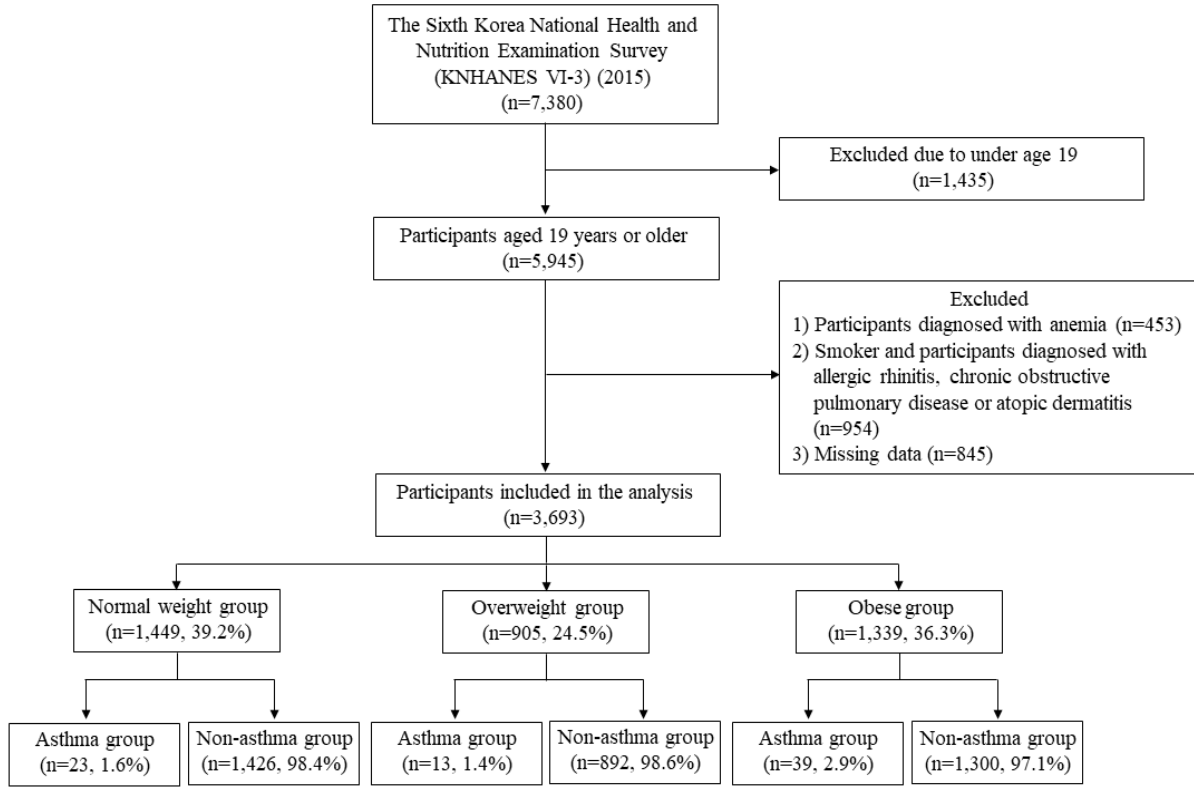 The Sixth Korea National Health and
Nutrition Examination Survey
(KNHANES VI-3) (2015)
(n=7,380)
Excluded due to under age 19
(n=1,435)
Participants aged 19 years or older
(n=5,945)
Excluded
1) Participants diagnosed with anemia (n=453)
2) Smoker and participants diagnosed with
allergic rhinitis, chronic obstructive
pulmonary disease or atopic dermatitis
(n=954)
3) Missing data (n=845)
Participants included in the analysis
(n=3,693)
Normal weight group
(n=1,449, 39.2%)
Overweight group
(n=905, 24.5%)
Obese group
(n=1,339, 36.3%)
Asthma group
(n=23, 1.6%)
Non-asthma group
(n=1,426, 98.4%)
Asthma group
(n=13, 1.4%)
Non-asthma group
(n=892, 98.6%)
Asthma group
(n=39, 2.9%)
Non-asthma group
(n=1,300, 97.1%)